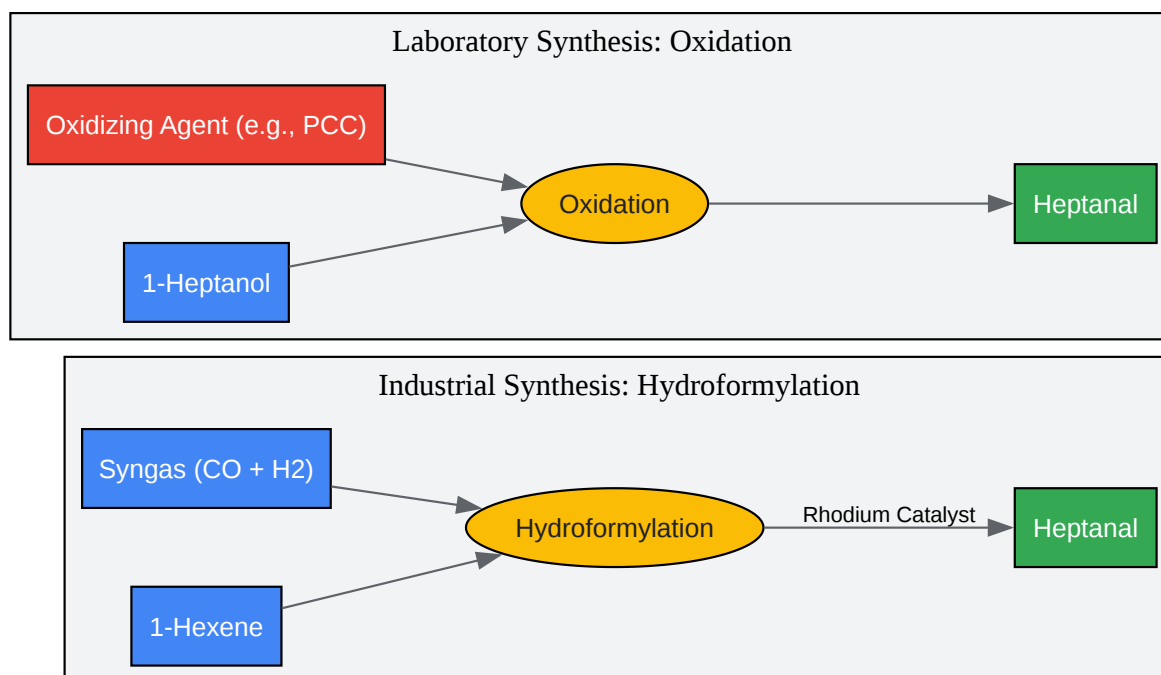 Laboratory Synthesis: Oxidation
Oxidizing Agent (e.g., PCC)
Oxidation
Heptanal
1-Heptanol
Industrial Synthesis: Hydroformylation
Syngas (CO + H2)
Hydroformylation
Rhodium Catalyst
Heptanal
1-Hexene